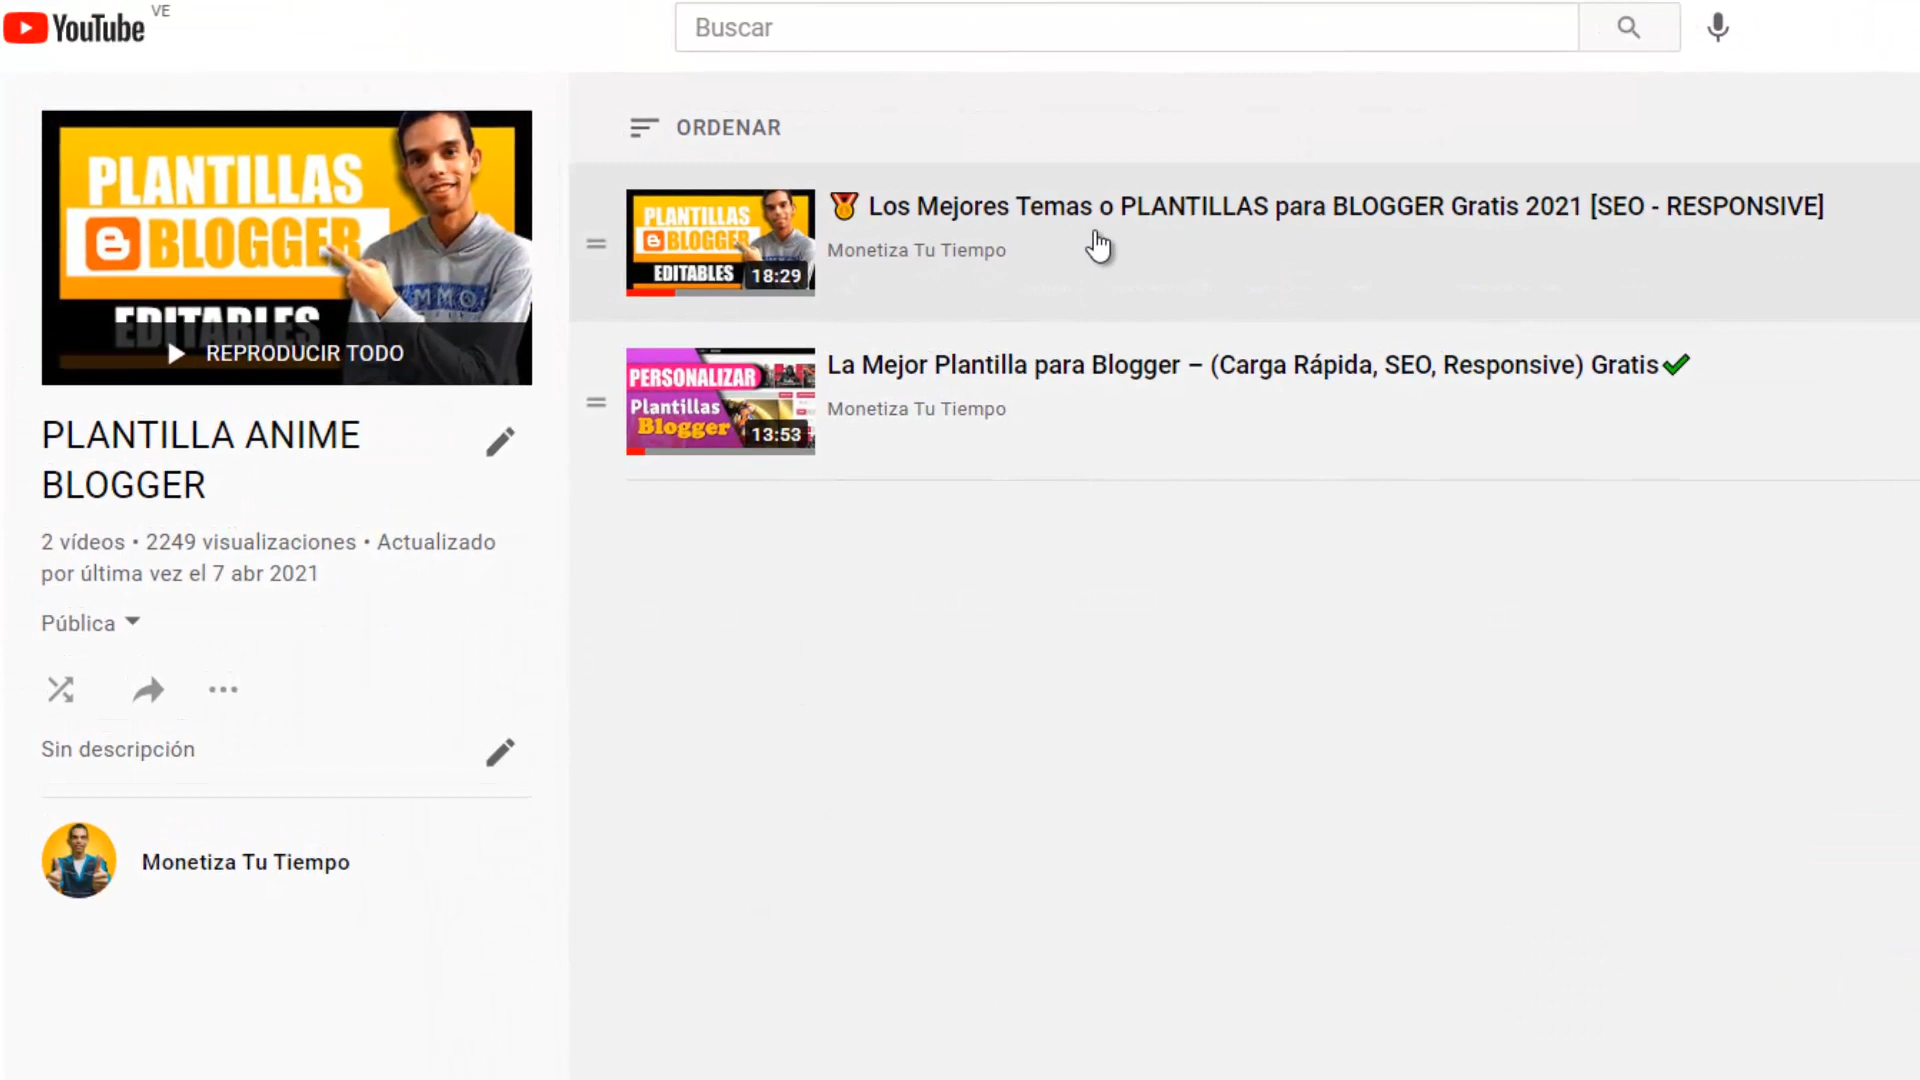 YouTube VE
Buscar
PLANTILLAS
BLOGGER
EDITABLES
REPRODUCIR TODO
PLANTILLA ANIME
BLOGGER
2 vídeos • 2249 visualizaciones • Actualizado
por última vez el 7 abr 2021
Pública
Sin descripción
Monetiza Tu Tiempo
ORDENAR
PLANTILLAS
BLOGGER
EDITABLES
18:29
🏅 Los Mejores Temas o PLANTILLAS para BLOGGER Gratis 2021 [SEO - RESPONSIVE]
Monetiza Tu Tiempo
PERSONALIZAR
Plantillas
Blogger
13:53
La Mejor Plantilla para Blogger – (Carga Rápida, SEO, Responsive) Gratis✔
Monetiza Tu Tiempo